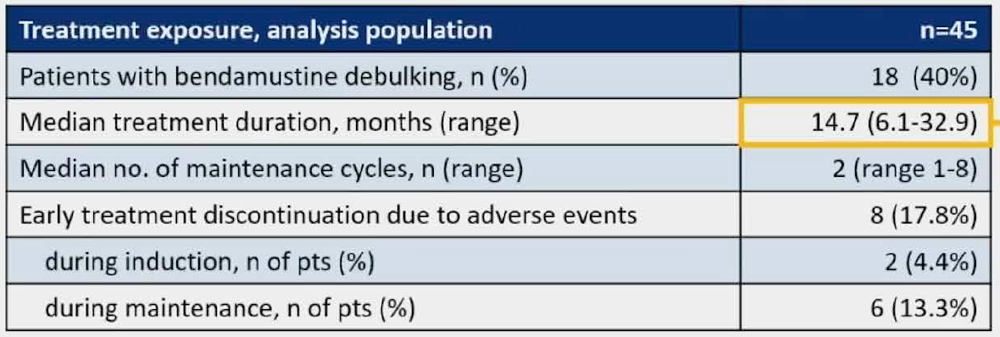 Treatment exposure, analysis population n=45
Patients with bendamustine debulking, n (%) 18 (40%)
Median treatment duration, months (range) 14.7 (6.1-32.9)
Median no. of maintenance cycles, n (range) 2 (range 1-8)
Early treatment discontinuation due to adverse events 8 (17.8%)
during induction, n of pts (%) 2 (4.4%)
during maintenance, n of pts (%) 6 (13.3%)